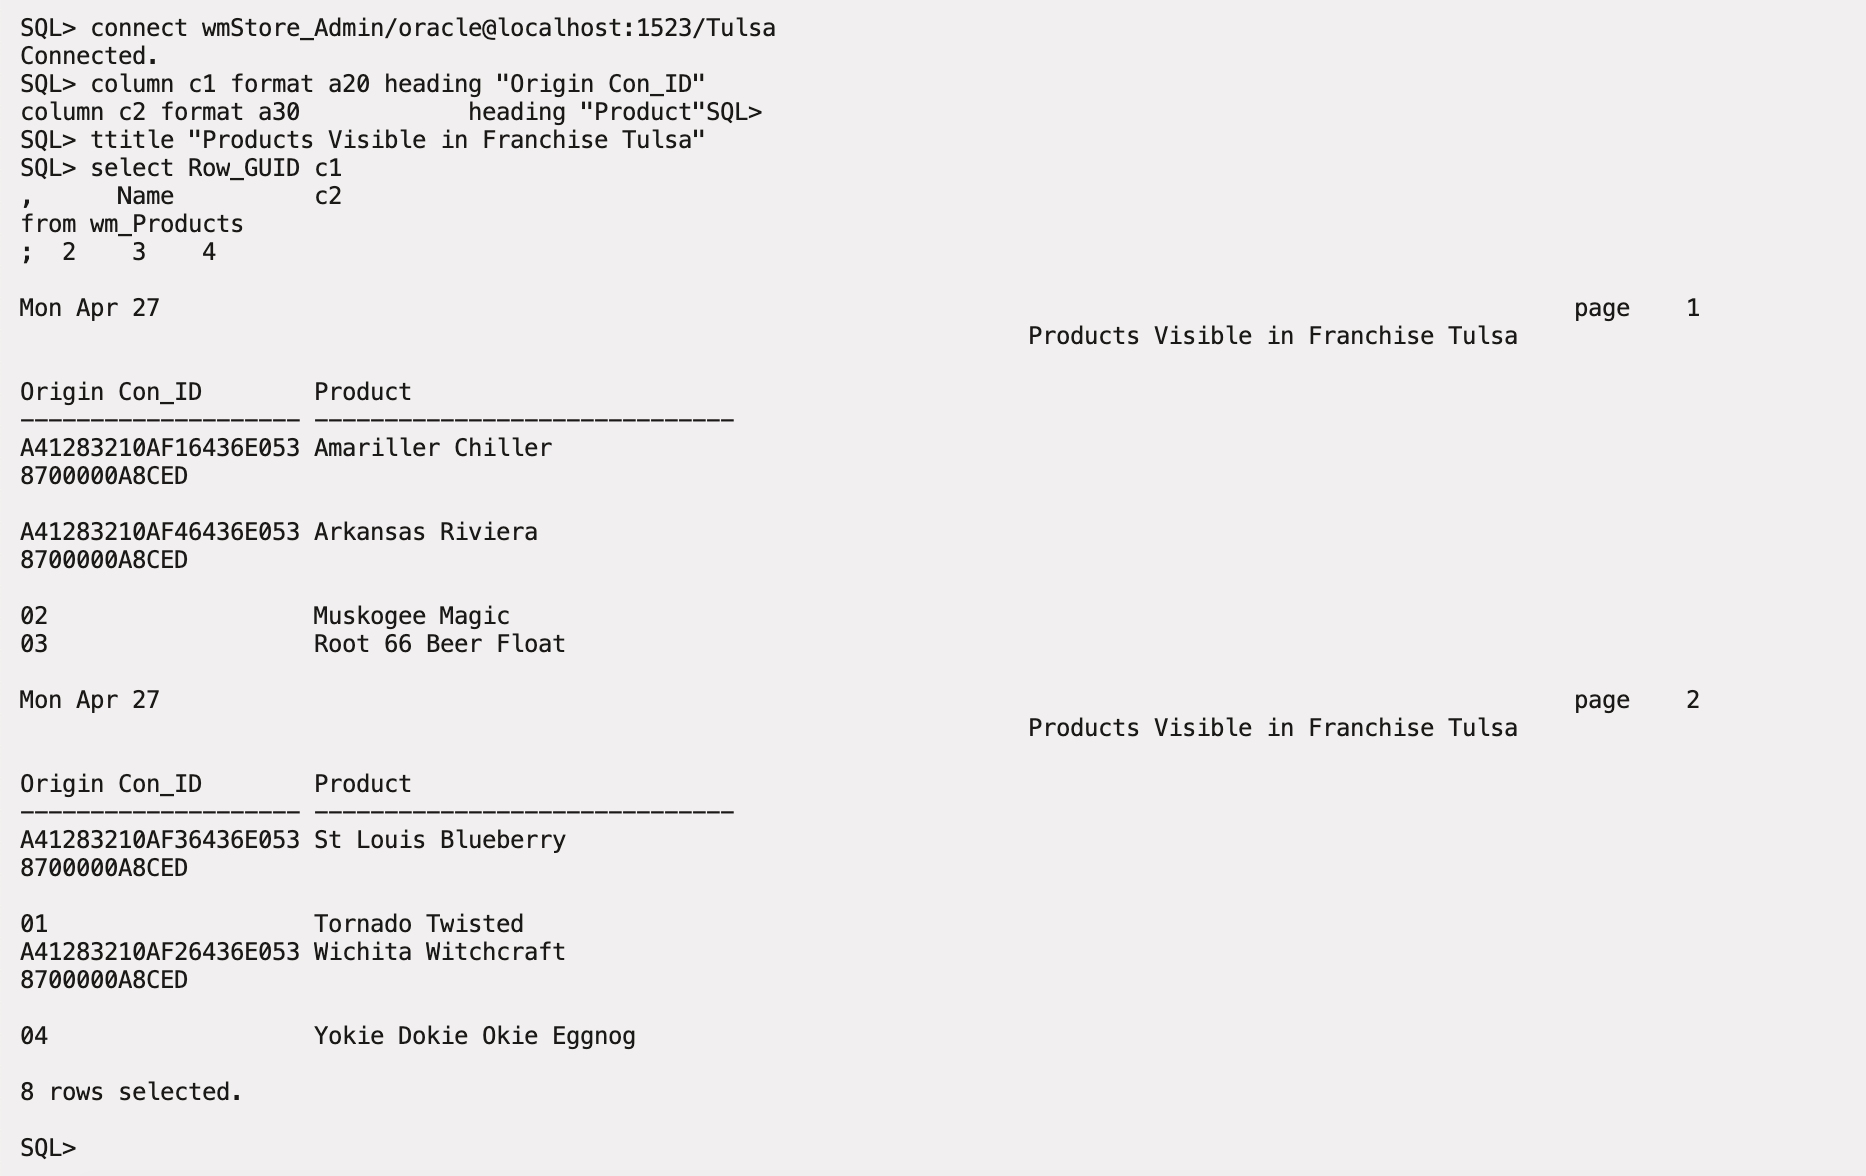 SQL> connect wmStore_Admin/oracle@localhost:1523/Tulsa
Connected.
SQL> column c1 format a20 heading "Origin Con_ID"
column c2 format a30            heading "Product"SQL>
SQL> ttitle "Products Visible in Franchise Tulsa"
SQL> select Row_GUID c1
,      Name          c2
from wm_Products
;  2    3    4

Mon Apr 27                                                                                                     page    1
                                                                        Products Visible in Franchise Tulsa

Origin Con_ID        Product
-------------------- ------------------------------
A41283210AF16436E053 Amariller Chiller
8700000A8CED

A41283210AF46436E053 Arkansas Riviera
8700000A8CED

02                   Muskogee Magic
03                   Root 66 Beer Float

Mon Apr 27                                                                                                     page    2
                                                                        Products Visible in Franchise Tulsa

Origin Con_ID        Product
-------------------- ------------------------------
A41283210AF36436E053 St Louis Blueberry
8700000A8CED

01                   Tornado Twisted
A41283210AF26436E053 Wichita Witchcraft
8700000A8CED

04                   Yokie Dokie Okie Eggnog

8 rows selected.

SQL>